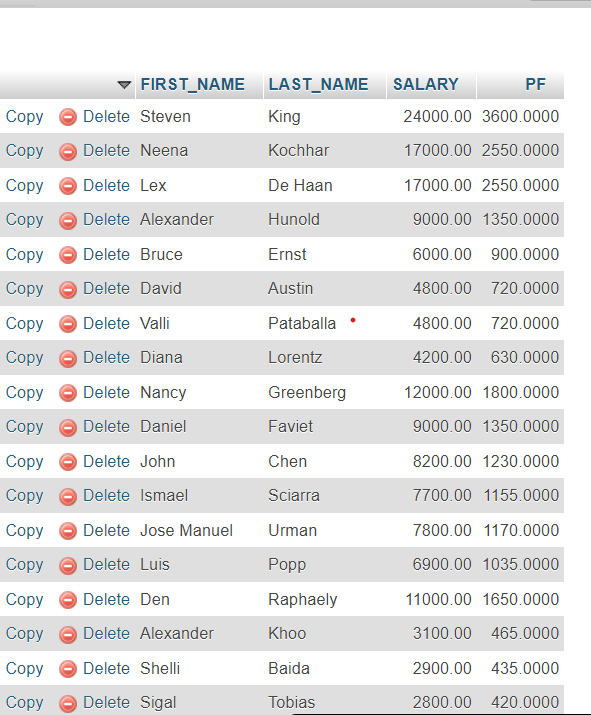 FIRST_NAME LAST_NAME SALARY PF
Copy Delete Steven King 24000.00 3600.0000
Copy Delete Neena Kochhar 17000.00 2550.0000
Copy Delete Lex De Haan 17000.00 2550.0000
Copy Delete Alexander Hunold 9000.00 1350.0000
Copy Delete Bruce Ernst 6000.00 900.0000
Copy Delete David Austin 4800.00 720.0000
Copy Delete Valli Pataballa 4800.00 720.0000
Copy Delete Diana Lorentz 4200.00 630.0000
Copy Delete Nancy Greenberg 12000.00 1800.0000
Copy Delete Daniel Faviet 9000.00 1350.0000
Copy Delete John Chen 8200.00 1230.0000
Copy Delete Ismael Sciarra 7700.00 1155.0000
Copy Delete Jose Manuel Urman 7800.00 1170.0000
Copy Delete Luis Popp 6900.00 1035.0000
Copy Delete Den Raphaely 11000.00 1650.0000
Copy Delete Alexander Khoo 3100.00 465.0000
Copy Delete Shelli Baida 2900.00 435.0000
Copy Delete Sigal Tobias 2800.00 420.0000